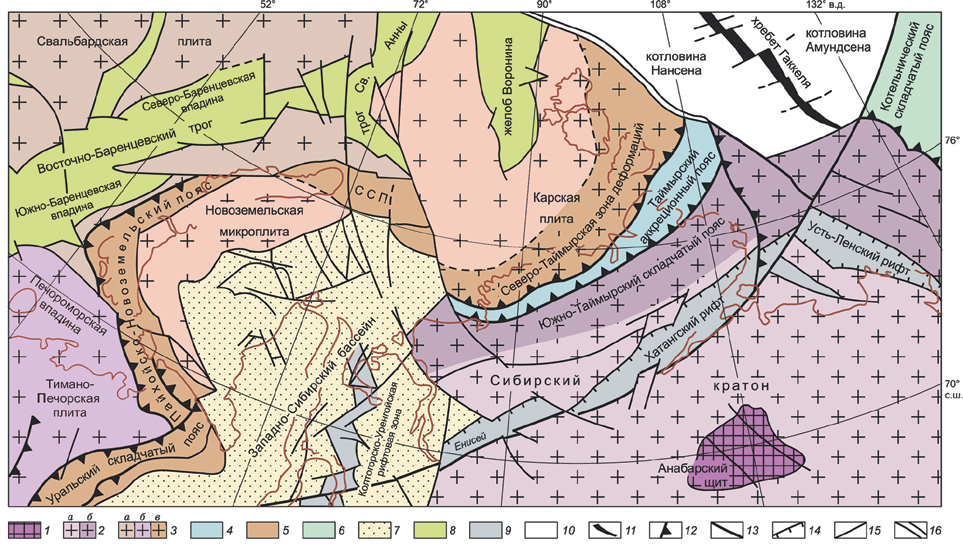 52°
72°
90°
108°
132° в.д.
Свальбардская плита
Северо-Баренцевская
впадина
Восточно-Баренцевский трог
Южно-Баренцевская
впадина
трог Св. Анны
желоб Воронина
котловина
Нансена
хребет Гаккеля
котловина
Амундсена
Котельнический
складчатый пояс
76°
Карская
плита
Северо-Таймырская зона деформаций
Таймырский
аккреционный пояс
Южно-Таймырский складчатый пояс
ССПГ
Новоземельская
микроплита
Пайхойско-Новоземельский пояс
Печороморская
впадина
Тимано-
Печорская
плита
Уральский складчатый пояс
Западно-Сибирский бассейн
Колтогорско-Уренгойская
рифтовая зона
Енисей
Хатангский рифт
Усть-Ленский рифт
Сибирский
кратон
Анабарский
щит
70°
с.ш.
а б а б в
1 2 3 4 5 6 7 8 9 10 11 12 13 14 15 16